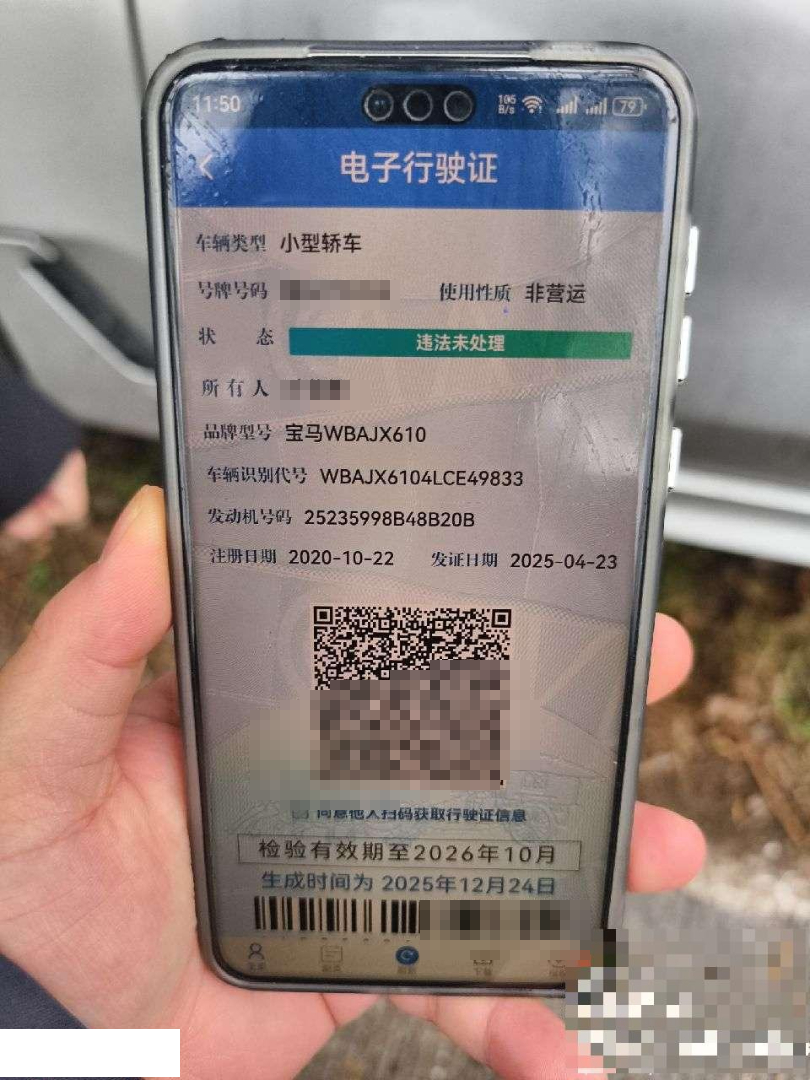 11:50 106 B/s 79
电子行驶证
车辆类型 小型轿车
号牌号码 使用性质 非营运
状 态 违法未处理
所有人
品牌型号 宝马WBAJX610
车辆识别代号 WBAJX6104LCE49833
发动机号码 25235998B48B20B
注册日期 2020-10-22 发证日期 2025-04-23
同意他人扫码获取行驶证信息
检验有效期至2026年10月
生成时间为 2025年12月24日